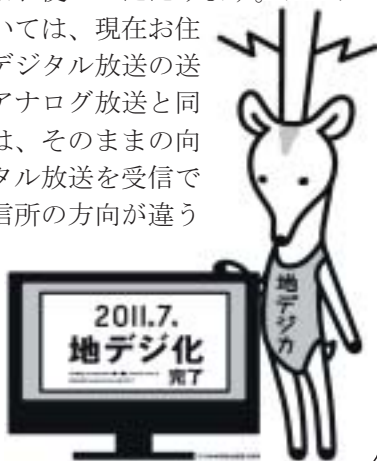 いては、現在お住
デジタル放送の送
アナログ放送と同
は、そのままの向
タル放送を受信で
信所の方向が違う
地デジカ
2011.7.
地デジ化
完了